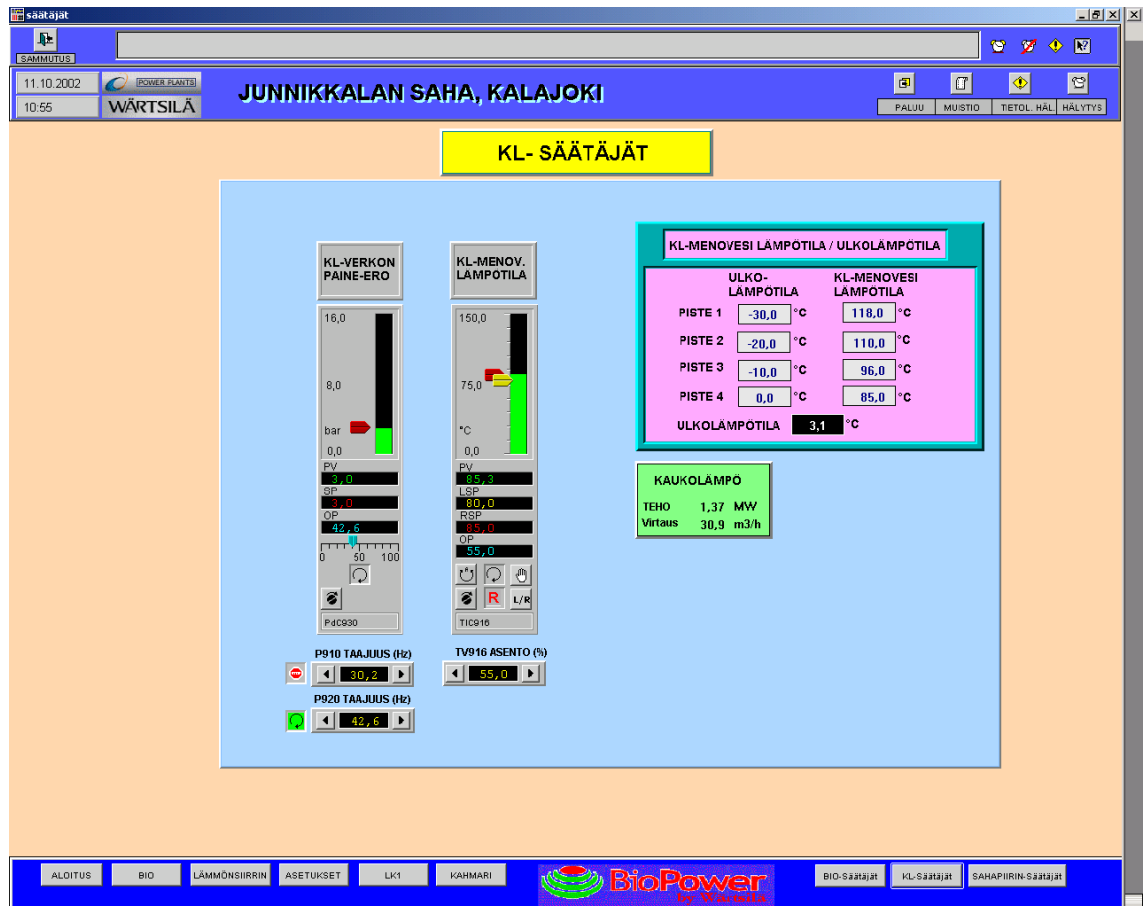 säätäjät
SAMMUTUS
11.10.2002
POWER PLANTS
10:55
WÄRTSILÄ
JUNNIKKALAN SAHA, KALAJOKI
PALUU
MUISTIO
TIETOL. HÄL.
HÄLYTYS
KL- SÄÄTÄJÄT
KL-VERKON
PAINE-ERO
16,0
8,0
bar
0,0
PV
3,0
SP
3,0
OP
42,6
0 50 100
PdC930
P910 TAAJUUS (Hz)
STOP
30,2
P920 TAAJUUS (Hz)
42,6
KL-MENOV.
LÄMPÖTILA
150,0
75,0
°C
0,0
PV
85,3
LSP
80,0
RSP
85,0
OP
55,0
R
L/R
TIC916
TV916 ASENTO (%)
55,0
KL-MENOVESI LÄMPÖTILA / ULKOLÄMPÖTILA
ULKO-
LÄMPÖTILA
KL-MENOVESI
LÄMPÖTILA
PISTE 1 -30,0 °C 118,0 °C
PISTE 2 -20,0 °C 110,0 °C
PISTE 3 -10,0 °C 96,0 °C
PISTE 4 0,0 °C 85,0 °C
ULKOLÄMPÖTILA 3,1 °C
KAUKOLÄMPÖ
TEHO 1,37 MW
Virtaus 30,9 m3/h
ALOITUS
BIO
LÄMMÖNSIIRRIN
ASETUKSET
LK1
KAHMARI
BioPower
by Wärtsilä
BIO-Säätäjät
KL-Säätäjät
SAHAPIIRIN-Säätäjät